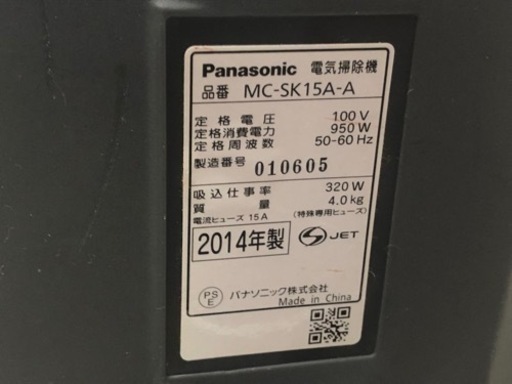 Panasonic 電気掃除機
品番 MC-SK15A-A
定格電圧 100 V
定格消費電力 950 W
定格周波数 50-60 Hz
製造番号 010605
吸込仕事率 320 W
質量 4.0 kg
電流ヒューズ 15 A (特殊専用ヒューズ)
2014年製 S JET
PS E パナソニック株式会社
Made in China